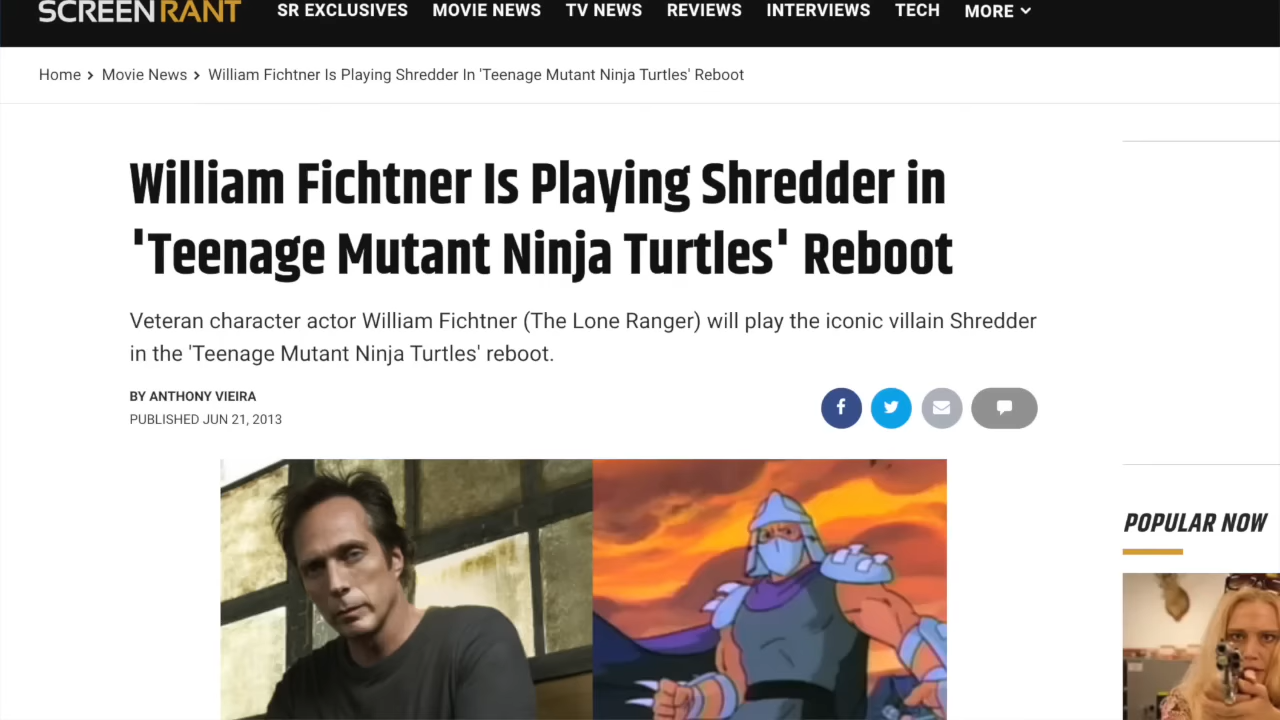 SCREENRANT
SR EXCLUSIVES MOVIE NEWS TV NEWS REVIEWS INTERVIEWS TECH MORE
Home > Movie News > William Fichtner Is Playing Shredder In 'Teenage Mutant Ninja Turtles' Reboot
William Fichtner Is Playing Shredder in
'Teenage Mutant Ninja Turtles' Reboot
Veteran character actor William Fichtner (The Lone Ranger) will play the iconic villain Shredder
in the 'Teenage Mutant Ninja Turtles' reboot.
BY ANTHONY VIEIRA
PUBLISHED JUN 21, 2013
POPULAR NOW